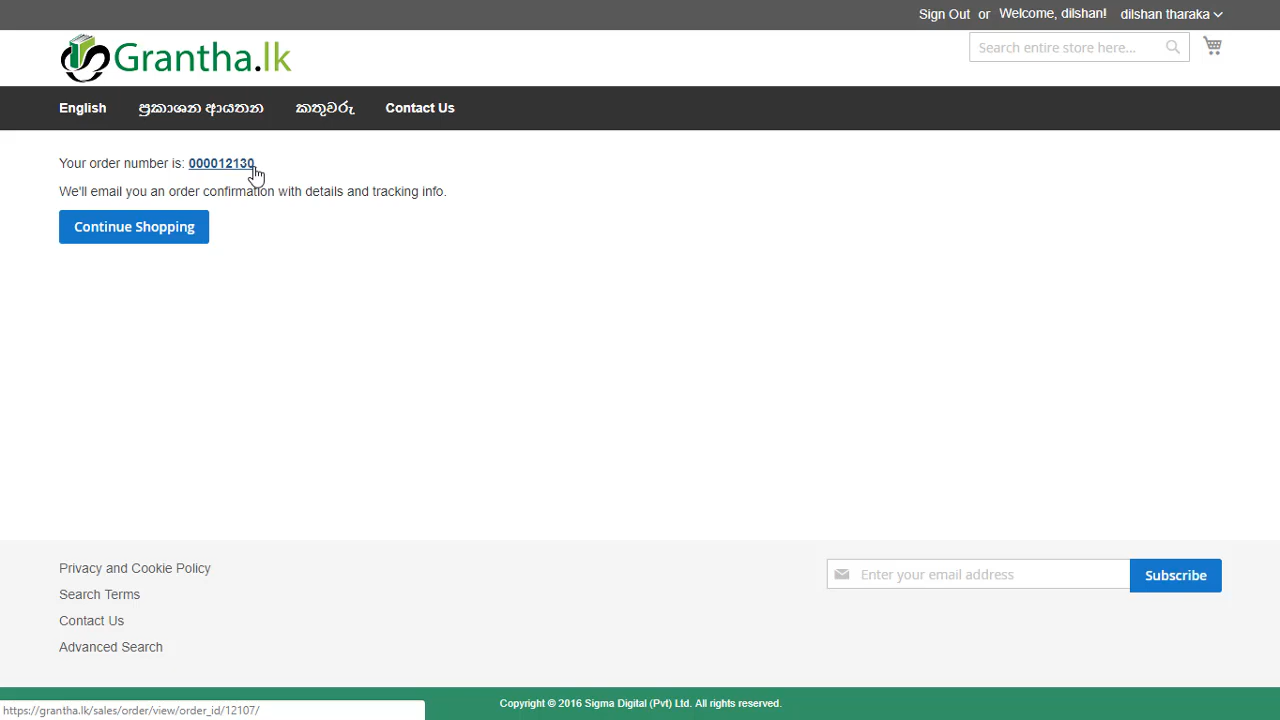 Sign Out or Welcome, dilshan! dilshan tharaka
Grantha.lk
Search entire store here...
English ප්‍රකාශන ආයතන කතුවරු Contact Us
Your order number is: 000012130.
We'll email you an order confirmation with details and tracking info.
Continue Shopping
Privacy and Cookie Policy
Search Terms
Contact Us
Advanced Search
Enter your email address
Subscribe
Copyright © 2016 Sigma Digital (Pvt) Ltd. All rights reserved.
https://grantha.lk/sales/order/view/order_id/12107/